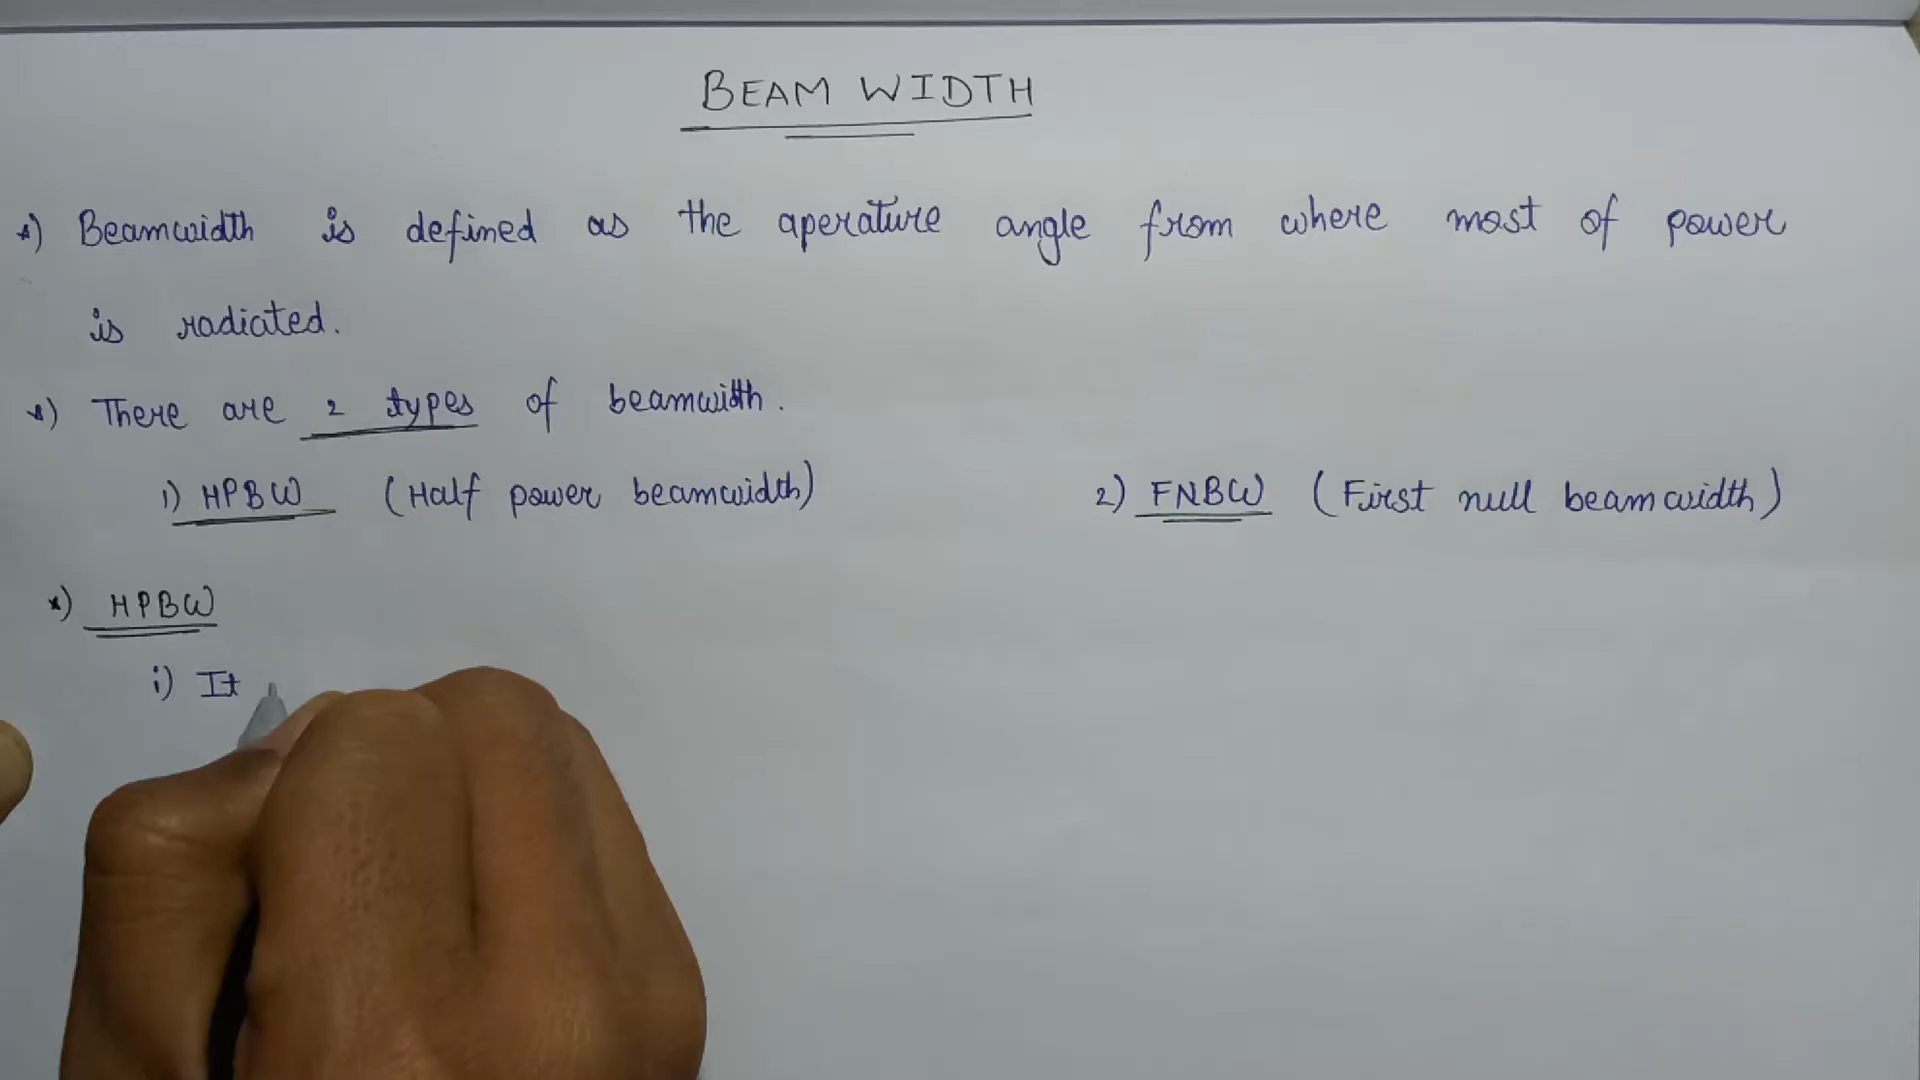 BEAM WIDTH
*) Beamwidth is defined as the aperature angle from where most of power
is radiated.
*) There are 2 types of beamwidth.
1) HPBW (Half power beamwidth) 2) FNBW (First null beamwidth)
*) HPBW
i) It